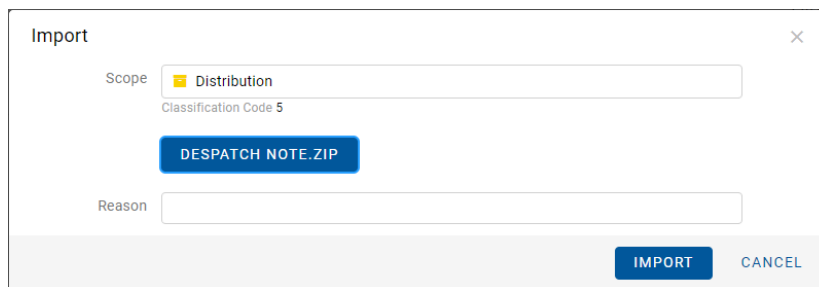 Import
Scope
Distribution
Classification Code 5
DESPATCH NOTE.ZIP
Reason
IMPORT
CANCEL